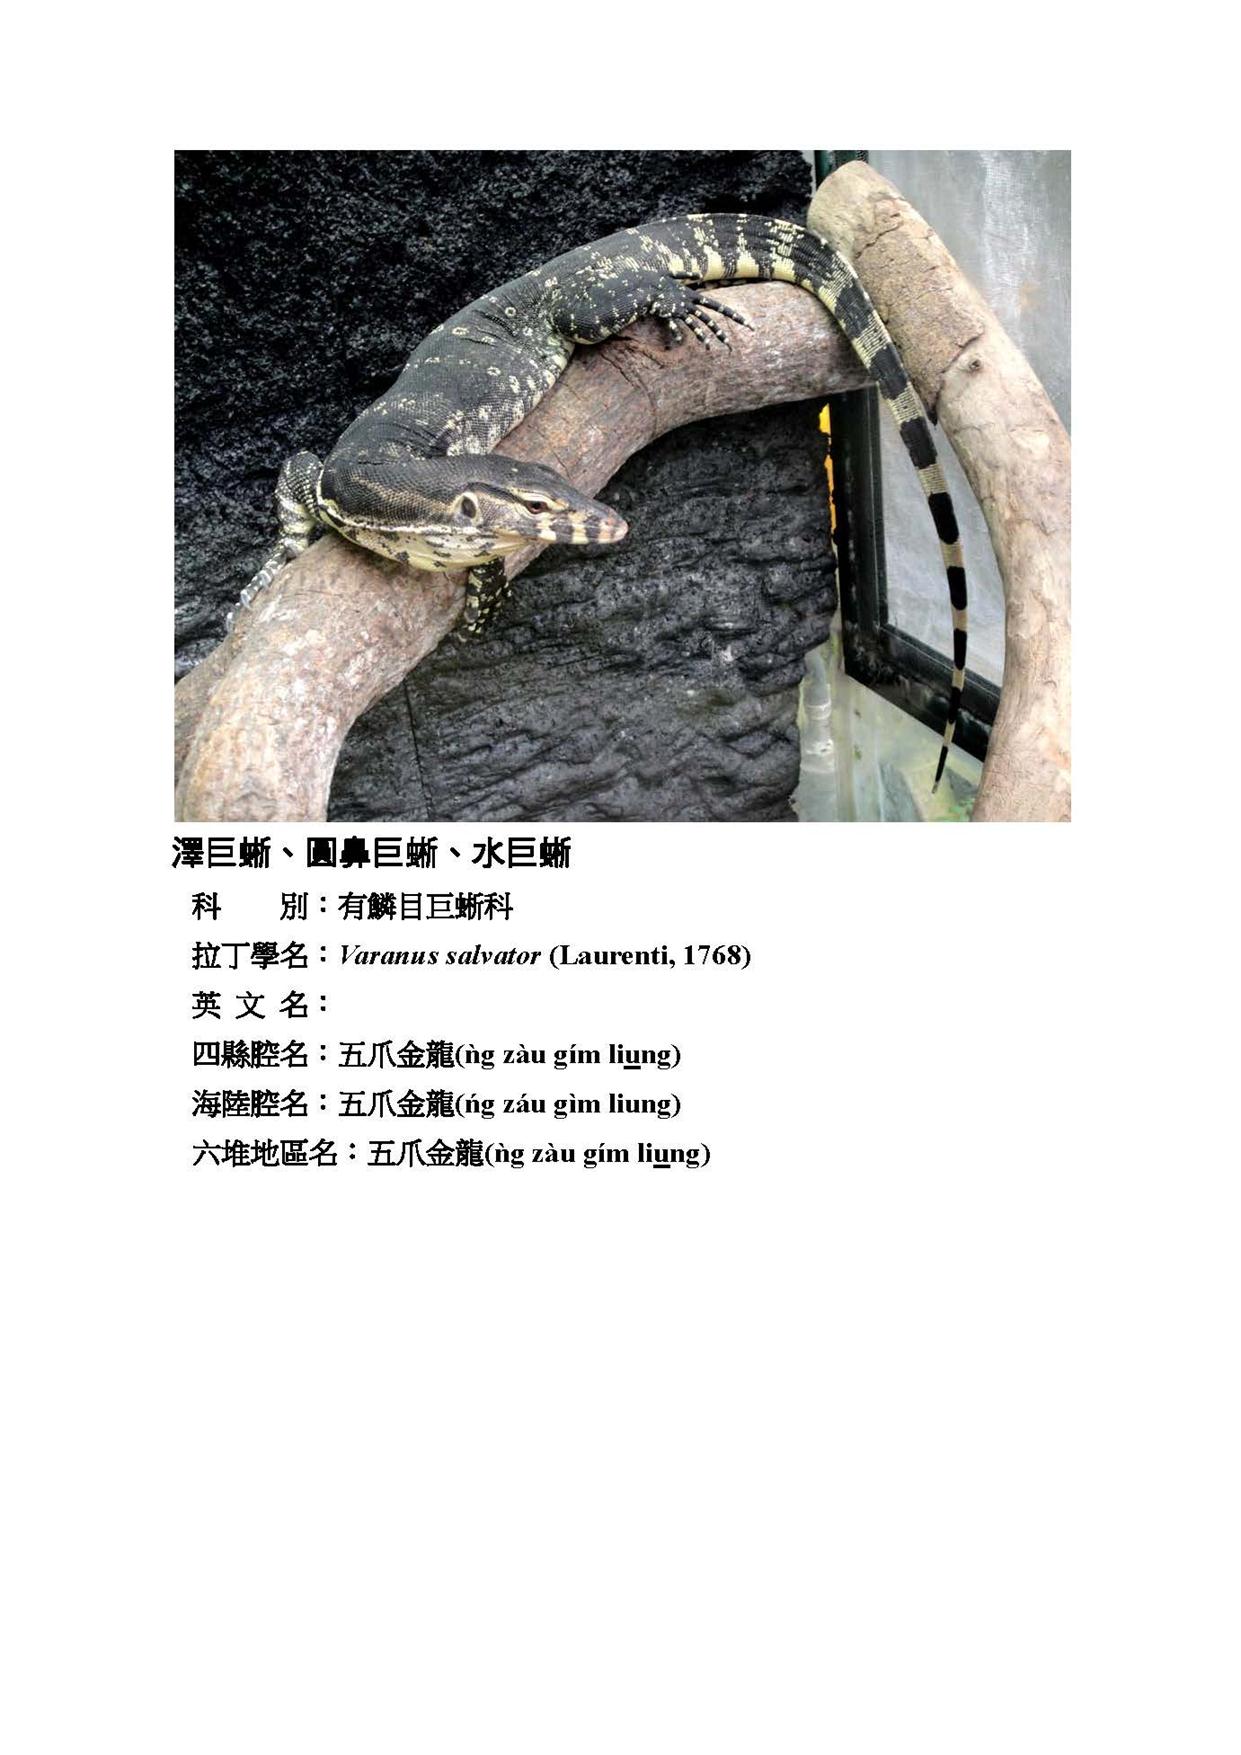 澤巨蜥、圓鼻巨蜥、水巨蜥
科　　別：有鱗目巨蜥科
拉丁學名：Varanus salvator (Laurenti, 1768)
英 文 名：
四縣腔名：五爪金龍(ǹg zàu gím liung)
海陸腔名：五爪金龍(ńg záu gìm liung)
六堆地區名：五爪金龍(ǹg zàu gím liung)